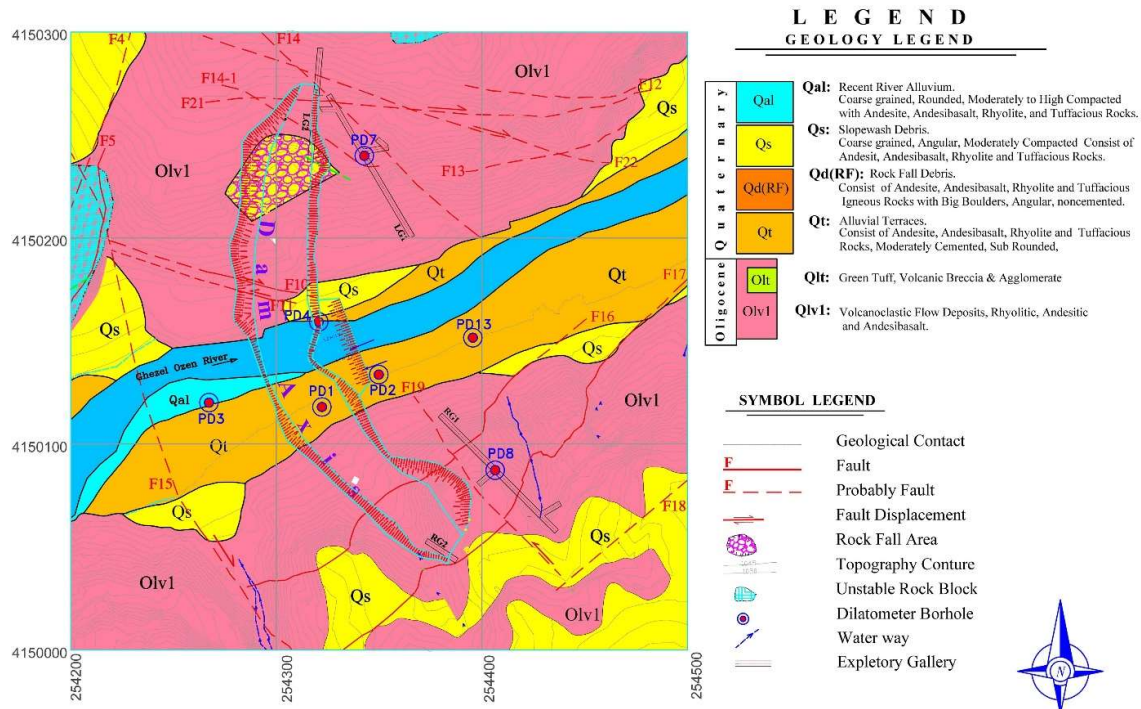 L E G E N D
GEOLOGY LEGEND
Quaternary
Oligocene
Qal
Qal: Recent River Alluvium.
Coarse grained, Rounded, Moderately to High Compacted
with Andesite, Andesibasalt, Rhyolite, and Tuffacious Rocks.
Qs
Qs: Slopewash Debris.
Coarse grained, Angular, Moderately Compacted Consist of
Andesit, Andesibasalt, Rhyolite and Tuffacious Rocks.
Qd(RF)
Qd(RF): Rock Fall Debris.
Consist of Andesite, Andesibasalt, Rhyolite and Tuffacious
Igneous Rocks with Big Boulders, Angular, noncemented.
Qt
Qt: Alluvial Terraces.
Consist of Andesite, Andesibasalt, Rhyolite and Tuffacious
Rocks, Moderately Cemented, Sub Rounded,
Olt
Qlt: Green Tuff, Volcanic Breccia & Agglomerate
Olv1
Qlv1: Volcanoclastic Flow Deposits, Rhyolitic, Andesitic
and Andesibasalt.
SYMBOL LEGEND
Geological Contact
F Fault
F Probably Fault
Fault Displacement
Rock Fall Area
Topography Conture
Unstable Rock Block
Dilatometer Borhole
Water way
Expletory Gallery
N
4150300
4150200
4150100
4150000
254200
254300
254400
254500
F4
F14
F14-1
F21
F5
Olv1
Qs
F12
F22
F13
PD7
LG2
LG1
Olv1
Dam Axis
F10
F11
Qs
Qt
Qt
F17
PD4
PD13
F16
Qs
Qs
Ghezel Ozen River
F19
PD2
PD1
Qal
PD3
Qt
RG1
Olv1
PD8
F15
Qs
RG2
F18
Qs
Olv1
Qs
Olv1